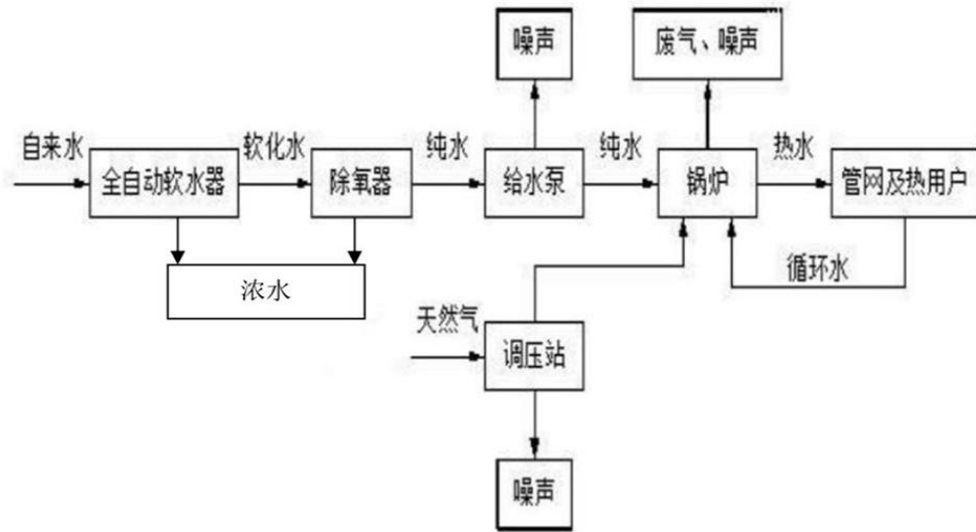 噪声
废气、噪声
自来水
软化水
纯水
纯水
热水
全自动软水器
除氧器
给水泵
锅炉
管网及热用户
循环水
浓水
天然气
调压站
噪声